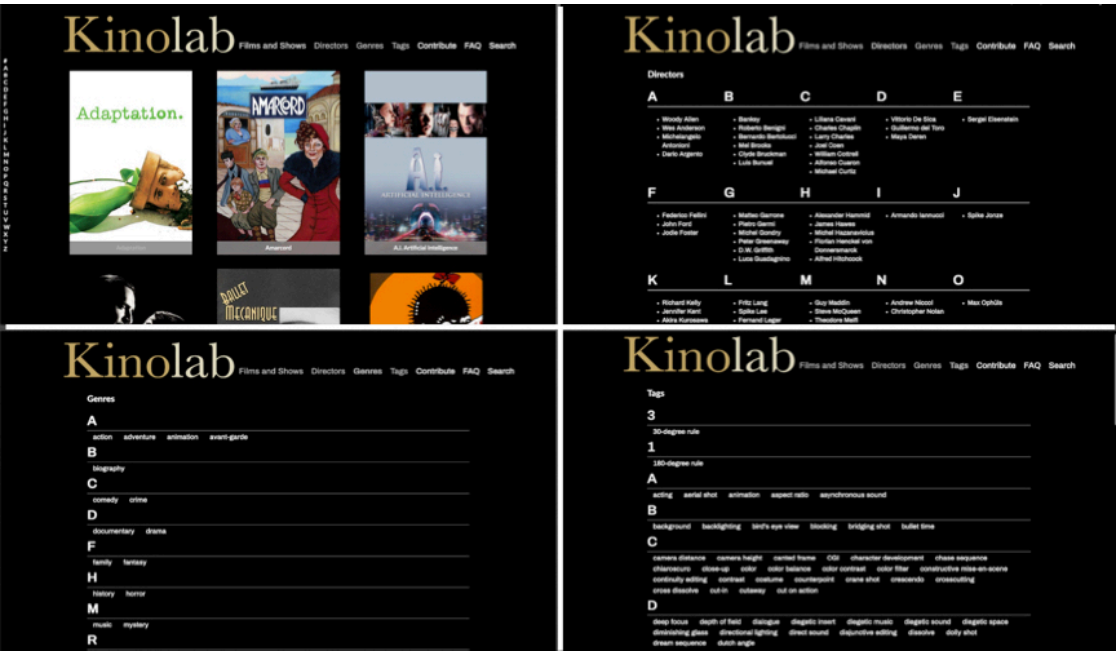 Kinolab
Films and Shows Directors Genres Tags Contribute FAQ Search
#
A
B
C
D
E
F
G
H
I
J
K
L
M
N
O
P
Q
R
S
T
U
V
W
X
Y
Z
Adaptation.
Adaptation
AMARCORD
Amarcord
A.I.
ARTIFICIAL INTELLIGENCE
A.I. Artificial Intelligence
BALLET
MECANIQUE
Kinolab
Films and Shows Directors Genres Tags Contribute FAQ Search
Directors
A
Woody Allen
Wes Anderson
Michelangelo
Antonioni
Dario Argento
B
Banksy
Roberto Benigni
Bernardo Bertolucci
Mel Brooks
Clyde Bruckman
Luis Bunuel
C
Liliana Cavani
Charles Chaplin
Larry Charles
Joel Coen
William Cottrell
Alfonso Cuaron
Michael Curtiz
D
Vittorio De Sica
Guillermo del Toro
Maya Deren
E
Sergei Eisenstein
F
Federico Fellini
John Ford
Jodie Foster
G
Matteo Garrone
Pietro Germi
Michel Gondry
Peter Greenaway
D.W. Griffith
Luca Guadagnino
H
Alexander Hammid
James Hawes
Michel Hazanavicius
Florian Henckel von
Donnersmarck
Alfred Hitchcock
I
Armando Iannucci
J
Spike Jonze
K
Richard Kelly
Jennifer Kent
Akira Kurosawa
L
Fritz Lang
Spike Lee
Fernand Leger
M
Guy Maddin
Steve McQueen
Theodore Melfi
N
Andrew Niccol
Christopher Nolan
O
Max Ophüls
Kinolab
Films and Shows Directors Genres Tags Contribute FAQ Search
Genres
A
action adventure animation avant-garde
B
biography
C
comedy crime
D
documentary drama
F
family fantasy
H
history horror
M
music mystery
R
Kinolab
Films and Shows Directors Genres Tags Contribute FAQ Search
Tags
3
30-degree rule
1
180-degree rule
A
acting aerial shot animation aspect ratio asynchronous sound
B
background backlighting bird's eye view blocking bridging shot bullet time
C
camera distance camera height canted frame CGI character development chase sequence
chiaroscuro close-up color color balance color contrast color filter constructive mise-en-scene
continuity editing contrast costume counterpoint crane shot crescendo crosscutting
cross dissolve cut-in cutaway cut on action
D
deep focus depth of field dialogue diegetic insert diegetic music diegetic sound diegetic space
diminishing glass directional lighting direct sound disjunctive editing dissolve dolly shot
dream sequence dutch angle